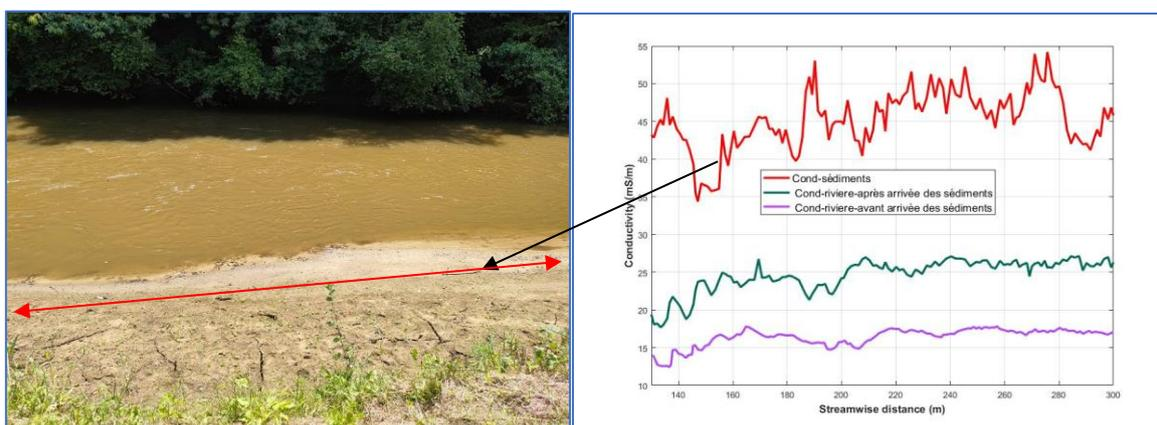 55
50
45
40
35
30
25
20
15
10
Conductivity (mS/m)
Cond-sédiments
Cond-riviere-après arrivée des sédiments
Cond-riviere-avant arrivée des sédiments
140 160 180 200 220 240 260 280 300
Streamwise distance (m)